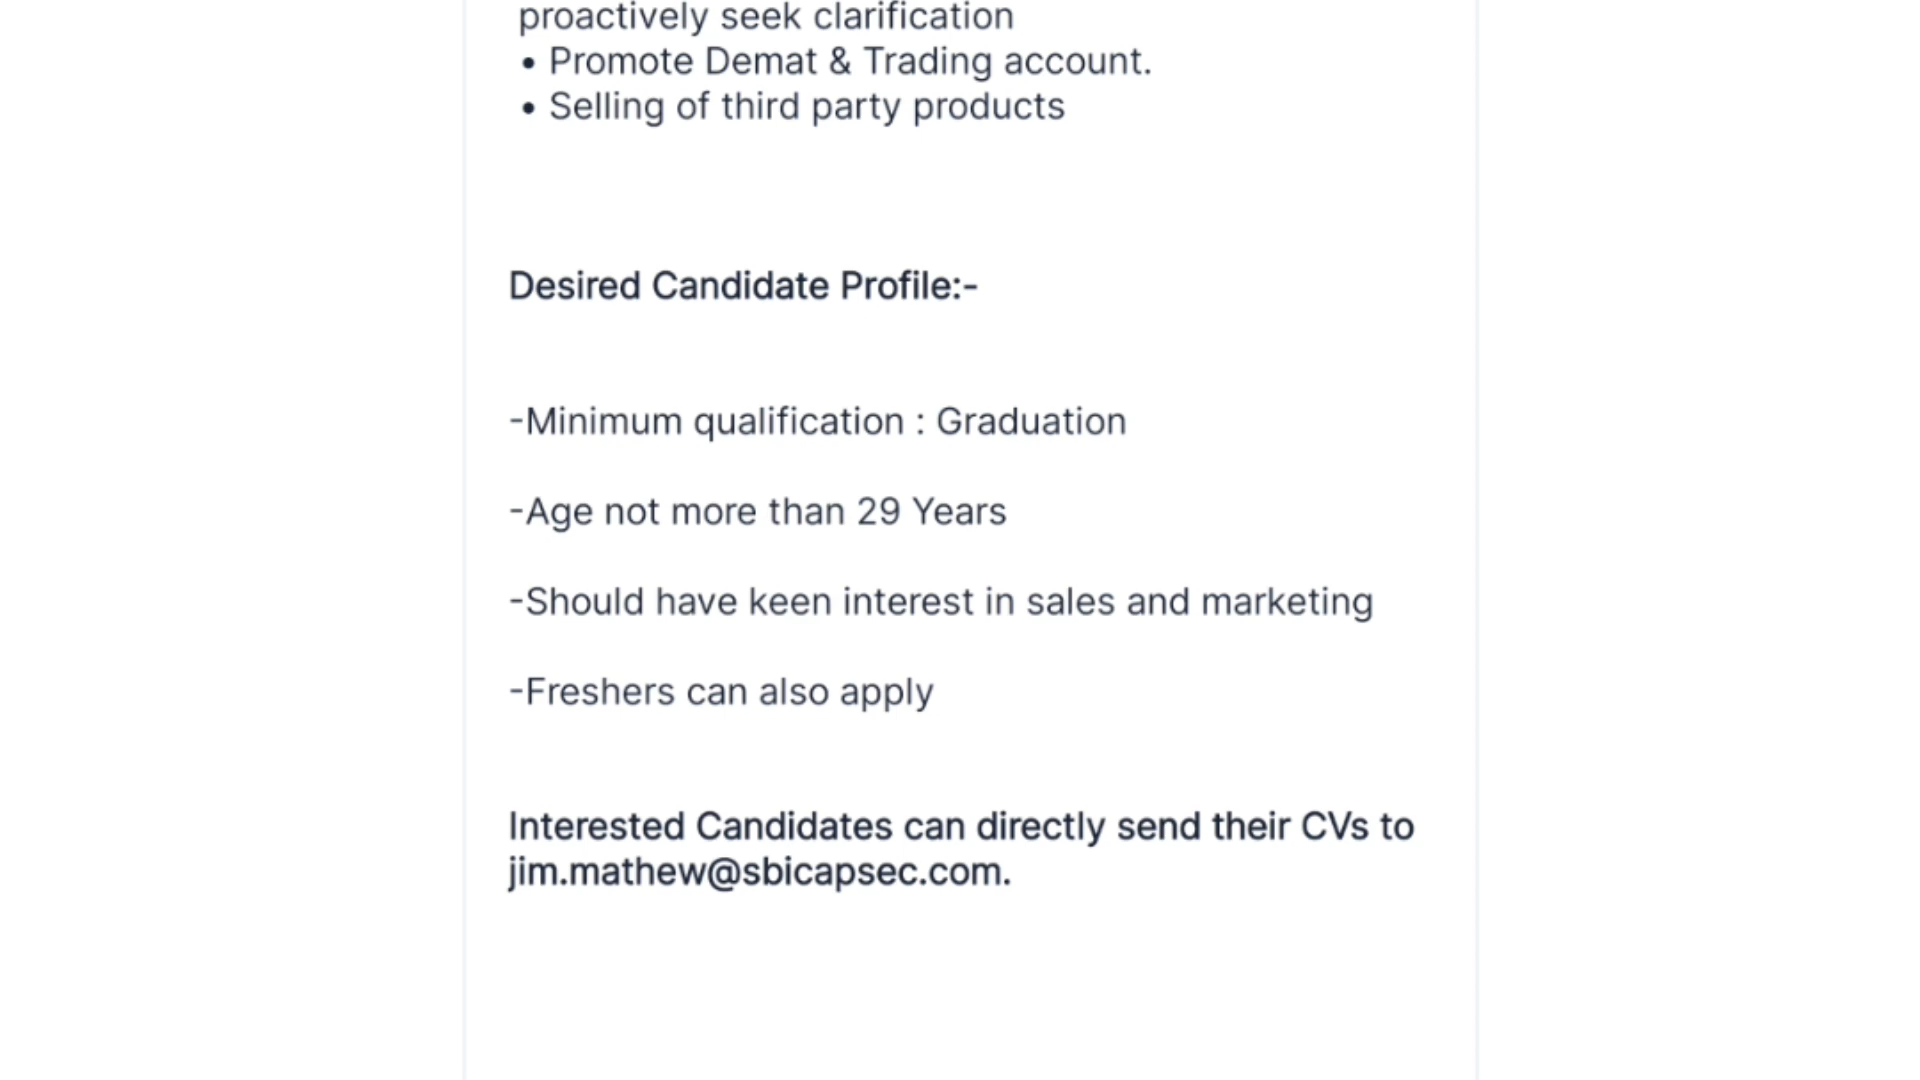 proactively seek clarification
• Promote Demat & Trading account.
• Selling of third party products
Desired Candidate Profile:-
-Minimum qualification : Graduation
-Age not more than 29 Years
-Should have keen interest in sales and marketing
-Freshers can also apply
Interested Candidates can directly send their CVs to
jim.mathew@sbicapsec.com.